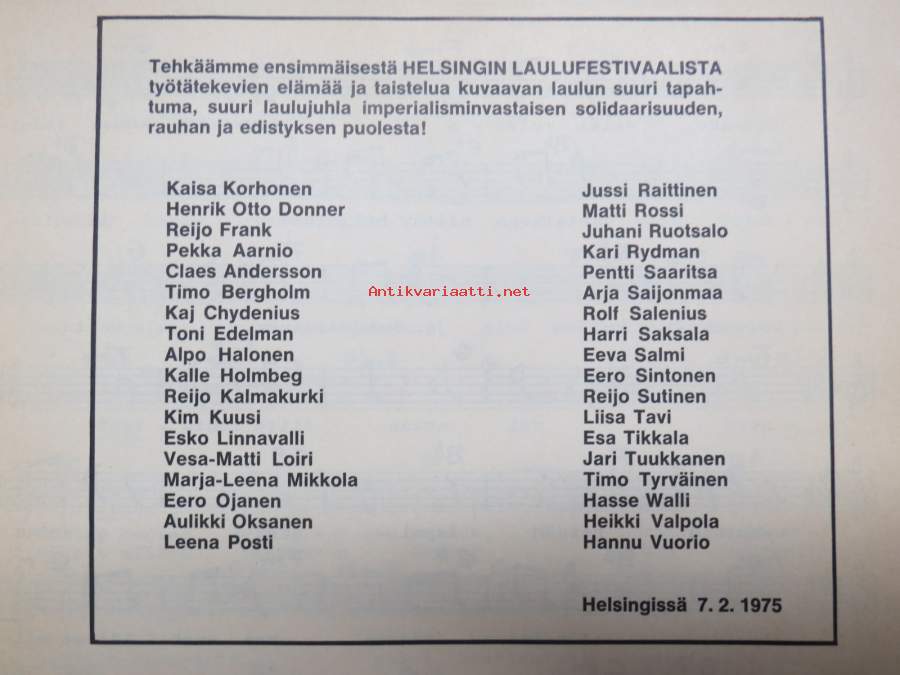 Tehkäämme ensimmäisestä HELSINGIN LAULUFESTIVAALISTA
työtätekevien elämää ja taistelua kuvaavan laulun suuri tapah-
tuma, suuri laulujuhla imperialisminvastaisen solidaarisuuden,
rauhan ja edistyksen puolesta!
Kaisa Korhonen
Henrik Otto Donner
Reijo Frank
Pekka Aarnio
Claes Andersson
Timo Bergholm
Kaj Chydenius
Toni Edelman
Alpo Halonen
Kalle Holmbeg
Reijo Kalmakurki
Kim Kuusi
Esko Linnavalli
Vesa-Matti Loiri
Marja-Leena Mikkola
Eero Ojanen
Aulikki Oksanen
Leena Posti
Jussi Raittinen
Matti Rossi
Juhani Ruotsalo
Kari Rydman
Pentti Saaritsa
Arja Saijonmaa
Rolf Salenius
Harri Saksala
Eeva Salmi
Eero Sintonen
Reijo Sutinen
Liisa Tavi
Esa Tikkala
Jari Tuukkanen
Timo Tyrväinen
Hasse Walli
Heikki Valpola
Hannu Vuorio
Helsingissä 7. 2. 1975
Antikvariaatti.net